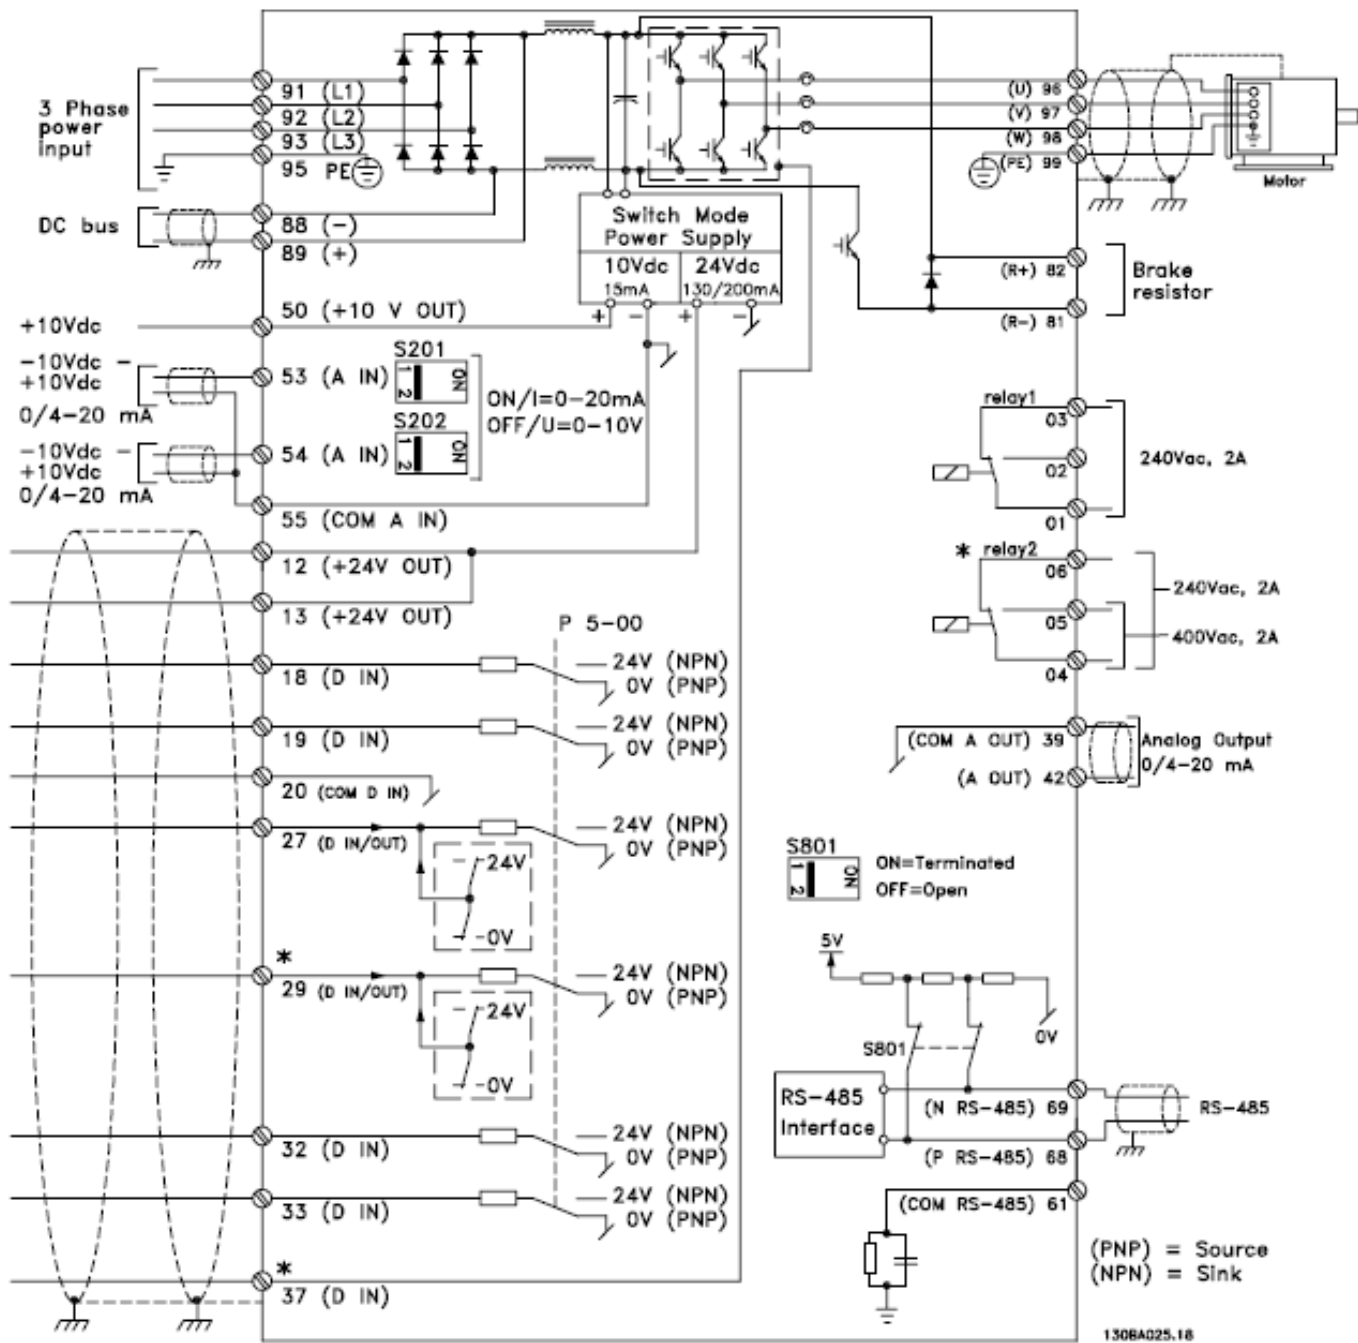 3 Phase
power
input
91 (L1)
92 (L2)
93 (L3)
95 PE
DC bus
88 (-)
89 (+)
Switch Mode
Power Supply
10Vdc
15mA
24Vdc
130/200mA
+ - + -
(U) 96
(V) 97
(W) 98
(PE) 99
Motor
(R+) 82
(R-) 81
Brake
resistor
+10Vdc
50 (+10 V OUT)
-10Vdc -
+10Vdc
0/4-20 mA
53 (A IN)
S201
1 2 ON
ON/I=0-20mA
OFF/U=0-10V
-10Vdc -
+10Vdc
0/4-20 mA
54 (A IN)
S202
1 2 ON
55 (COM A IN)
12 (+24V OUT)
13 (+24V OUT)
P 5-00
18 (D IN)
24V (NPN)
0V (PNP)
19 (D IN)
24V (NPN)
0V (PNP)
20 (COM D IN)
27 (D IN/OUT)
24V (NPN)
0V (PNP)
24V
0V
*
29 (D IN/OUT)
24V (NPN)
0V (PNP)
24V
0V
32 (D IN)
24V (NPN)
0V (PNP)
33 (D IN)
24V (NPN)
0V (PNP)
*
37 (D IN)
relay1
03
02
01
240Vac, 2A
* relay2
06
05
04
240Vac, 2A
400Vac, 2A
(COM A OUT) 39
(A OUT) 42
Analog Output
0/4-20 mA
S801
1 2 ON
ON=Terminated
OFF=Open
5V
0V
S801
RS-485
Interface
(N RS-485) 69
(P RS-485) 68
RS-485
(COM RS-485) 61
(PNP) = Source
(NPN) = Sink
130BA025.18